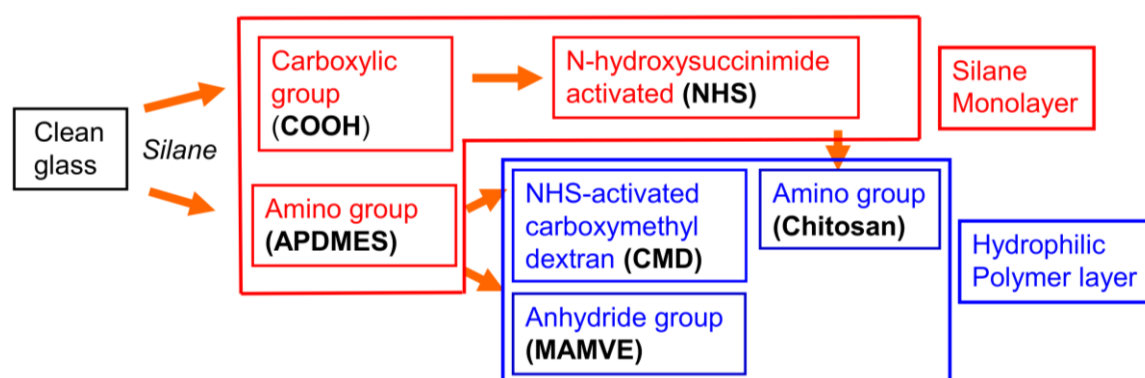 Clean
glass
Silane
Carboxylic
group
(COOH)
N-hydroxysuccinimide
activated (NHS)
Silane
Monolayer
Amino group
(APDMES)
NHS-activated
carboxymethyl
dextran (CMD)
Amino group
(Chitosan)
Anhydride group
(MAMVE)
Hydrophilic
Polymer layer